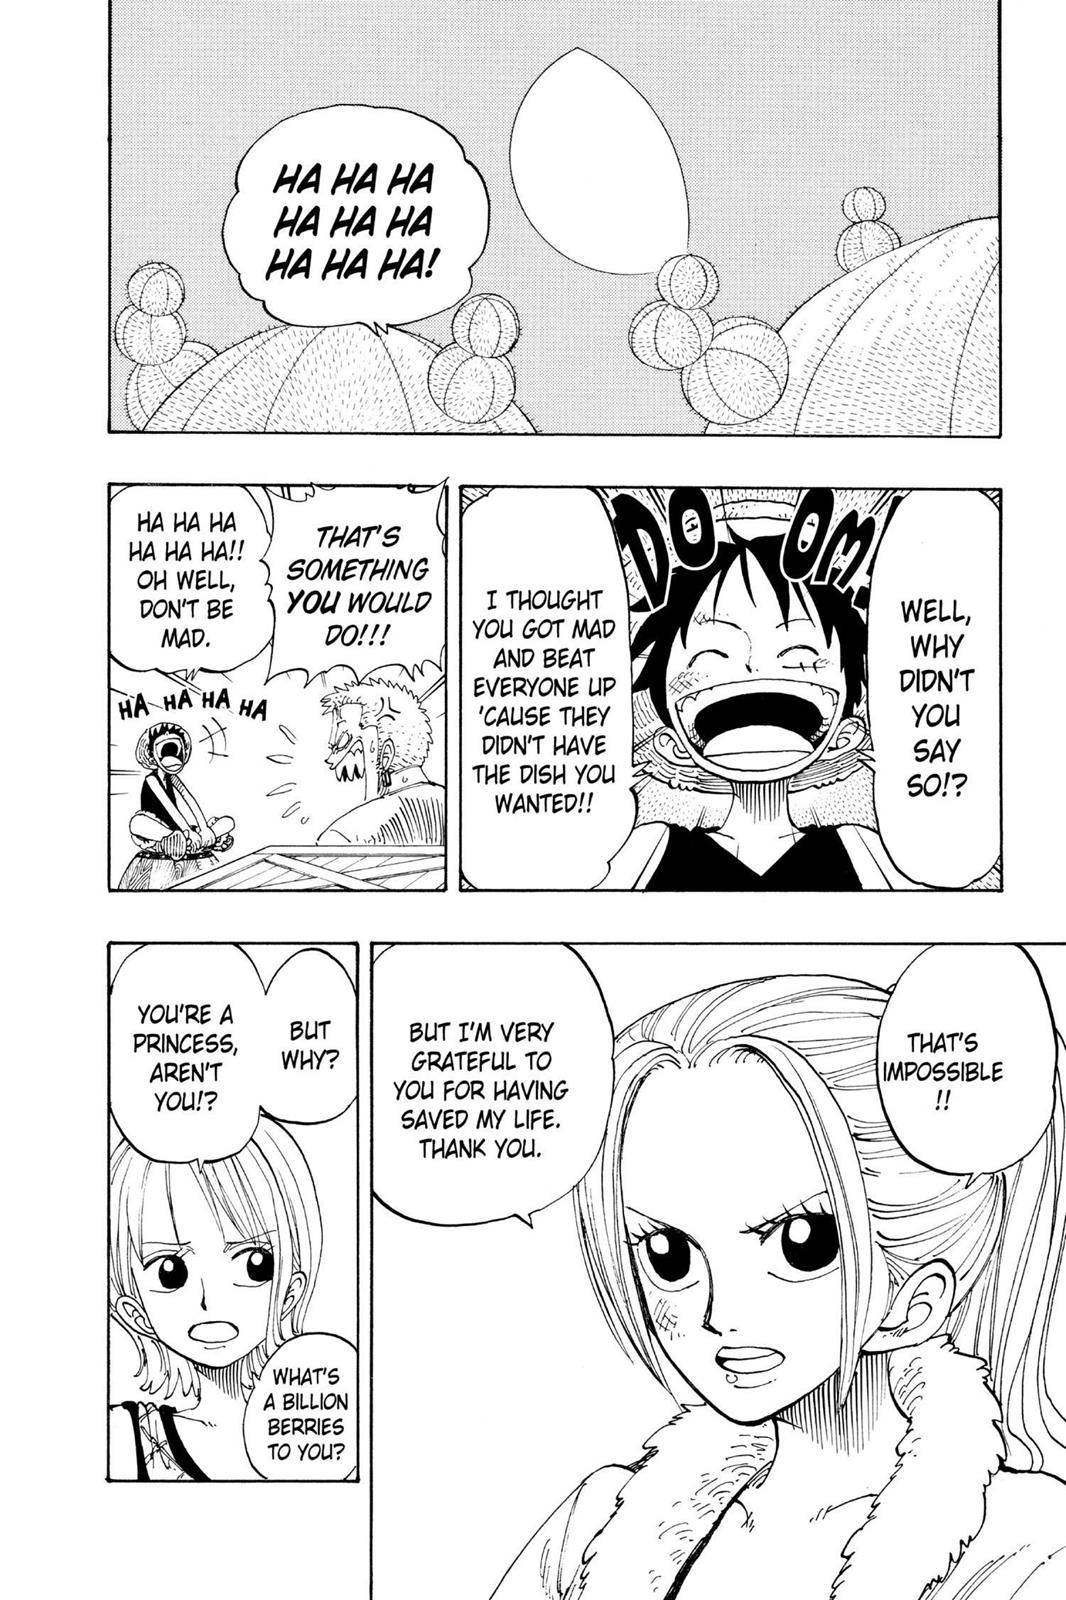 HA HA HA
HA HA HA
HA HA HA!
DOOM!
WELL,
WHY
DIDN'T
YOU
SAY
SO!?
I THOUGHT
YOU GOT MAD
AND BEAT
EVERYONE UP
'CAUSE THEY
DIDN'T HAVE
THE DISH YOU
WANTED!!
THAT'S
SOMETHING
YOU WOULD
DO!!!
HA HA HA
HA HA HA!!
OH WELL,
DON'T BE
MAD.
HA HA HA HA
THAT'S
IMPOSSIBLE
!!
BUT I'M VERY
GRATEFUL TO
YOU FOR HAVING
SAVED MY LIFE.
THANK YOU.
BUT
WHY?
YOU'RE A
PRINCESS,
AREN'T
YOU!?
WHAT'S
A BILLION
BERRIES
TO YOU?